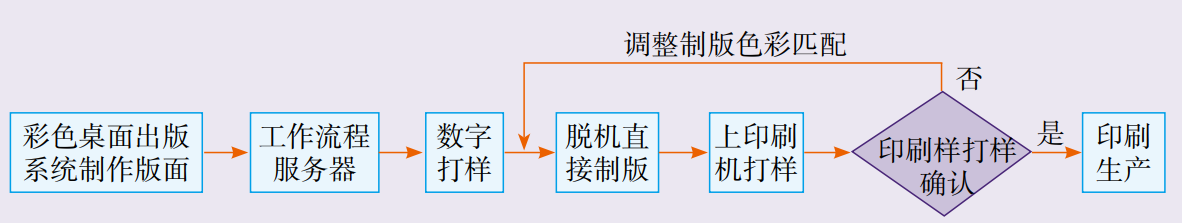 调整制版色彩匹配
否
彩色桌面出版
系统制作版面
工作流程
服务器
数字
打样
脱机直
接制版
上印刷
机打样
印刷样打样
确认
是
印刷
生产